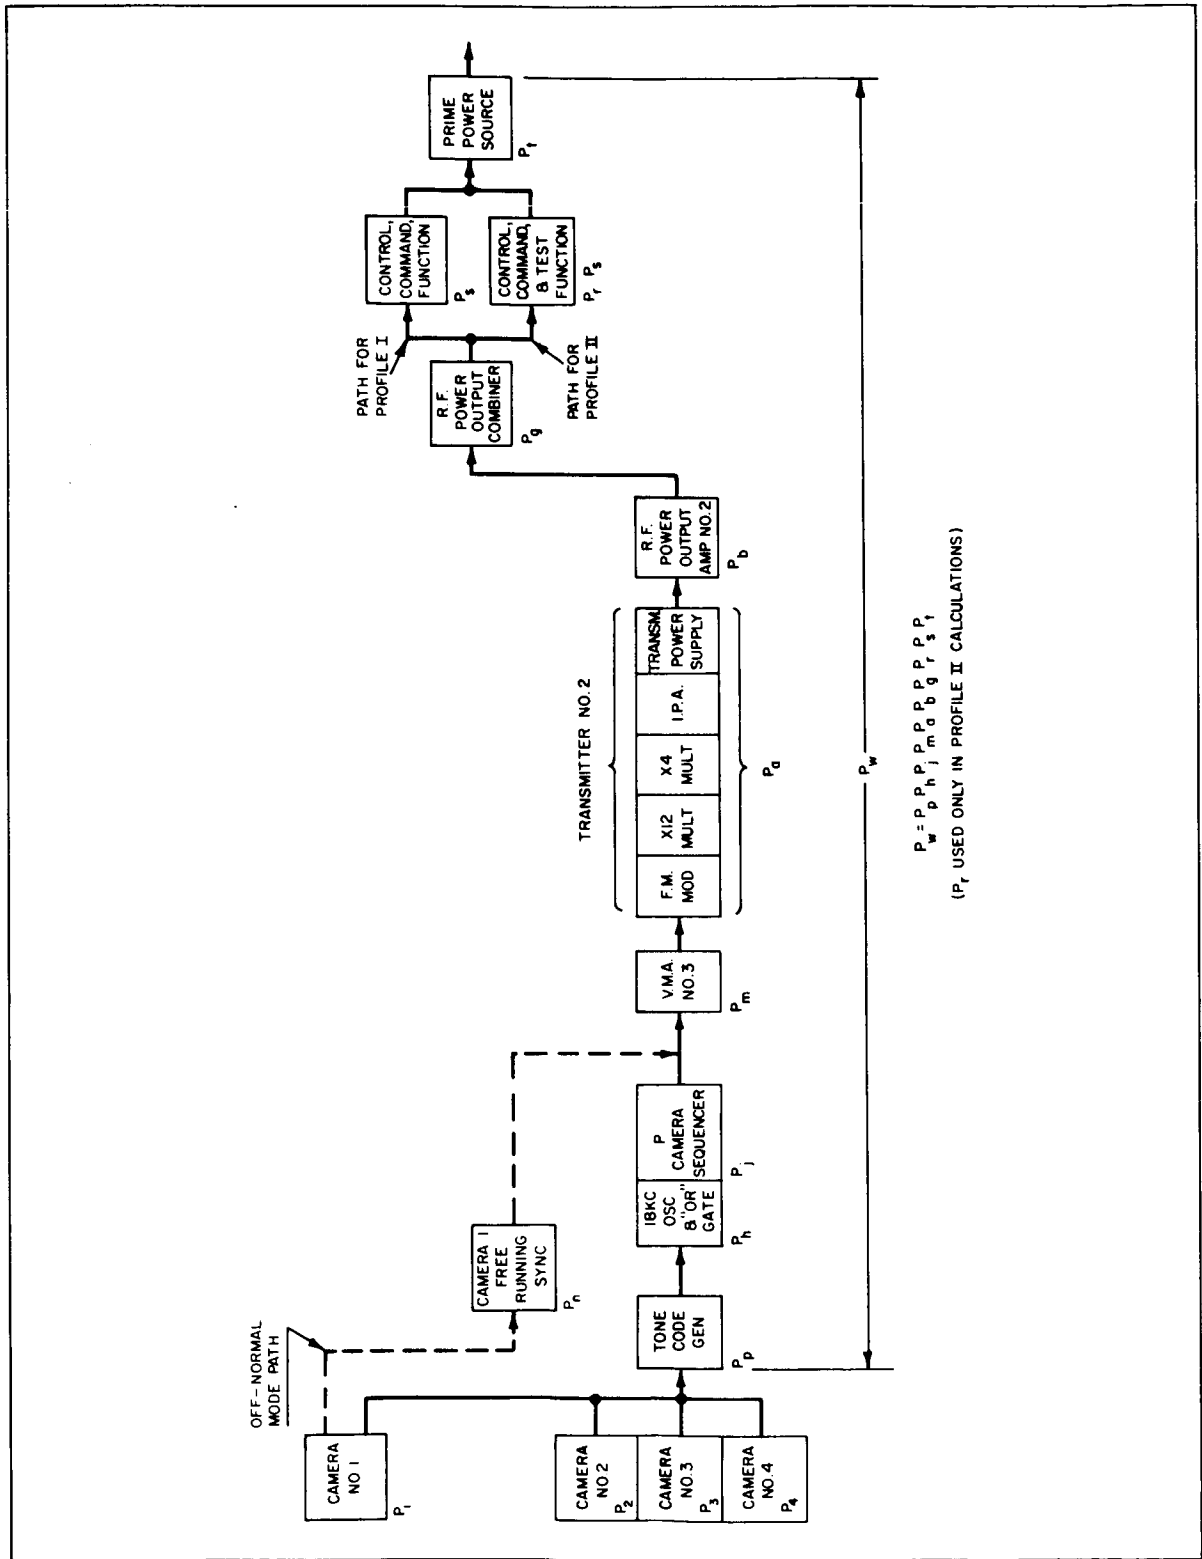 CAMERA
NO 1
P1
OFF-NORMAL
MODE PATH
CAMERA
NO 2
P2
CAMERA
NO.3
P3
CAMERA
NO.4
P4
CAMERA 1
FREE
RUNNING
SYNC
Pn
TONE
CODE
GEN
Pp
18KC
OSC
&"OR"
GATE
Ph
P
CAMERA
SEQUENCER
Pj
V.M.A.
NO.3
Pm
TRANSMITTER NO.2
F.M.
MOD
X12
MULT
X4
MULT
I.P.A.
TRANSM.
POWER
SUPPLY
Pa
R.F.
POWER
OUTPUT
AMP NO.2
Pb
R.F.
POWER
OUTPUT
COMBINER
Pg
PATH FOR
PROFILE I
PATH FOR
PROFILE II
CONTROL,
COMMAND,
FUNCTION
Ps
CONTROL,
COMMAND,
& TEST
FUNCTION
Pr Ps
PRIME
POWER
SOURCE
Pt
Pw
Pw = Pp Ph Pj Pm Pa Pb Pg Pr Ps Pt
(Pr USED ONLY IN PROFILE II CALCULATIONS)